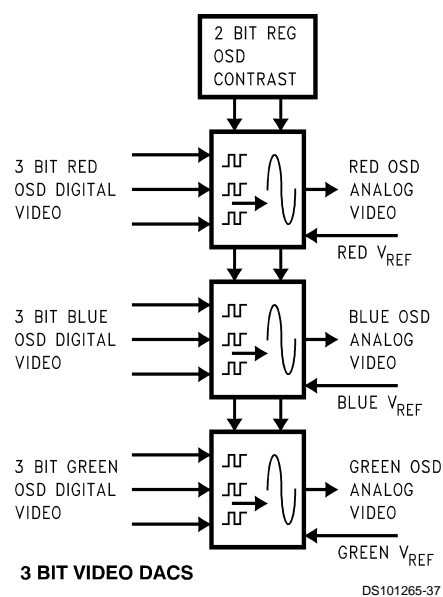 2 BIT REG
OSD
CONTRAST
3 BIT RED
OSD DIGITAL
VIDEO
RED OSD
ANALOG
VIDEO
RED VREF
3 BIT BLUE
OSD DIGITAL
VIDEO
BLUE OSD
ANALOG
VIDEO
BLUE VREF
3 BIT GREEN
OSD DIGITAL
VIDEO
GREEN OSD
ANALOG
VIDEO
GREEN VREF
3 BIT VIDEO DACS
DS101265-37